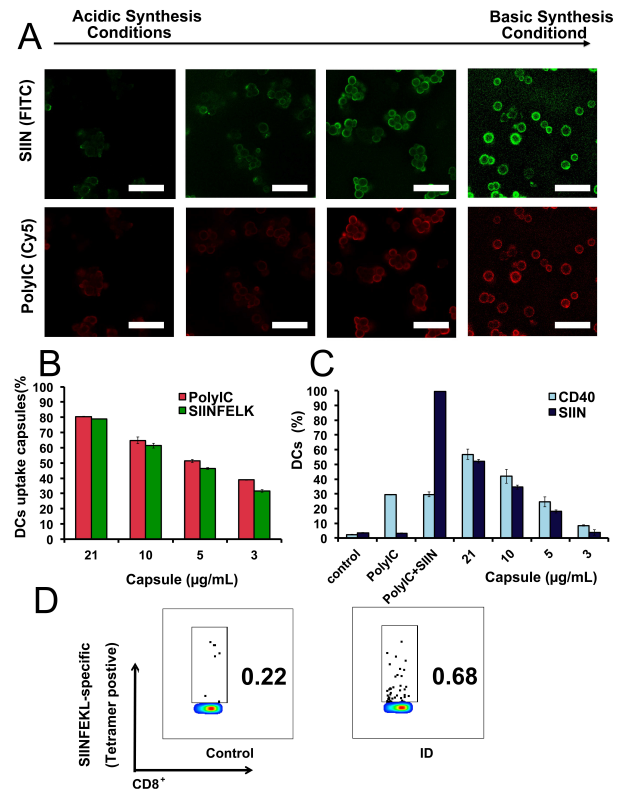 A
Acidic Synthesis
Conditions
Basic Synthesis
Conditiond
SIIN (FITC)
PolyIC (Cy5)
B
DCs uptake capsules(%
100
90
80
70
60
50
40
30
20
10
0
PolyIC
SIINFELK
21 10 5 3
Capsule (µg/mL)
C
DCs (%)
100
90
80
70
60
50
40
30
20
10
0
CD40
SIIN
control PolyIC PolyIC+SIIN 21 10 5 3
Capsule (µg/mL)
D
SIINFEKL-specific
(Tetramer postive)
0.22
0.68
Control
ID
CD8+